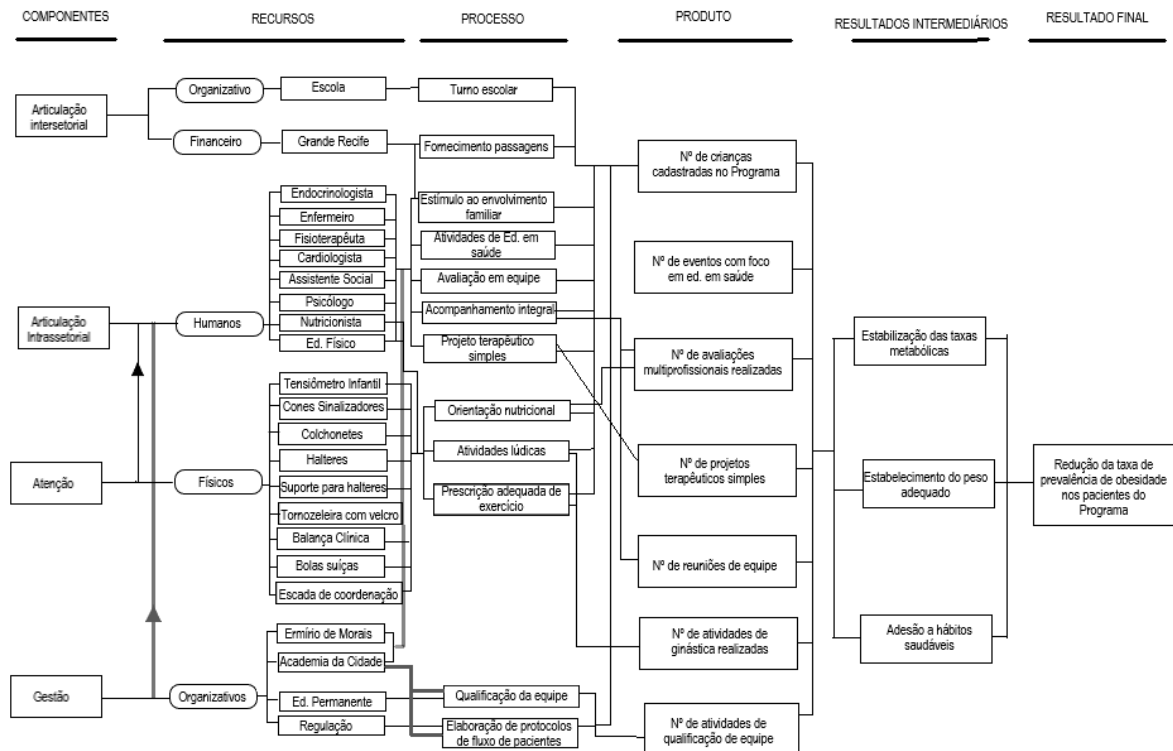 COMPONENTES
RECURSOS
PROCESSO
PRODUTO
RESULTADOS INTERMEDIÁRIOS
RESULTADO FINAL
Articulação
intersetorial
Organizativo
Escola
Turno escolar
Financeiro
Grande Recife
Fornecimento passagens
Articulação
Intrassetorial
Humanos
Endocrinologista
Enfermeiro
Fisioterapêuta
Cardiologista
Assistente Social
Psicólogo
Nutricionista
Ed. Físico
Estímulo ao envolvimento
familiar
Atividades de Ed. em
saúde
Avaliação em equipe
Acompanhamento integral
Projeto terapêutico
simples
Atenção
Físicos
Tensiômetro Infantil
Cones Sinalizadores
Colchonetes
Halteres
Suporte para halteres
Tornozeleira com velcro
Balança Clínica
Bolas suíças
Escada de coordenação
Orientação nutricional
Atividades lúdicas
Prescrição adequada de
exercício
Gestão
Organizativos
Ermírio de Morais
Academia da Cidade
Ed. Permanente
Regulação
Qualificação da equipe
Elaboração de protocolos
de fluxo de pacientes
Nº de crianças
cadastradas no Programa
Nº de eventos com foco
em ed. em saúde
Nº de avaliações
multiprofissionais realizadas
Nº de projetos
terapêuticos simples
Nº de reuniões de equipe
Nº de atividades de
ginástica realizadas
Nº de atividades de
qualificação de equipe
Estabilização das taxas
metabólicas
Estabelecimento do peso
adequado
Adesão a hábitos
saudáveis
Redução da taxa de
prevalência de obesidade
nos pacientes do
Programa